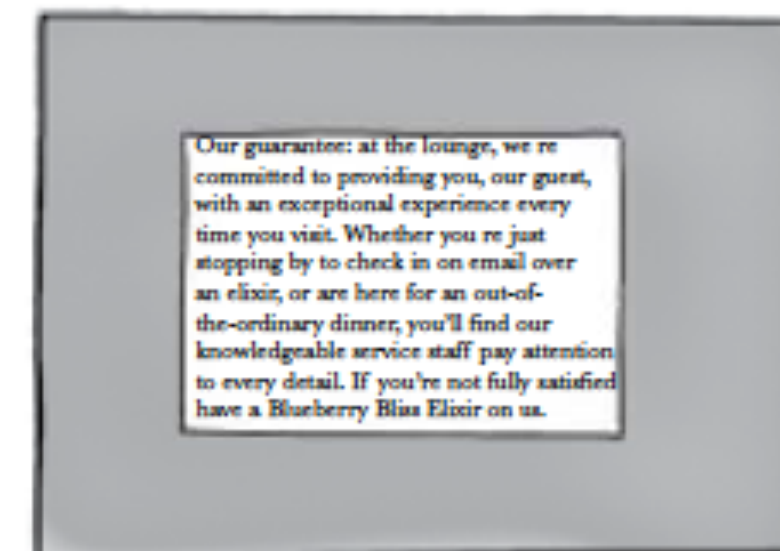 Our guarantee: at the lounge, we re
committed to providing you, our guest,
with an exceptional experience every
time you visit. Whether you re just
stopping by to check in on email over
an elixir, or are here for an out-of-
the-ordinary dinner, you'll find our
knowledgeable service staff pay attention
to every detail. If you're not fully satisfied
have a Blueberry Bliss Elixir on us.